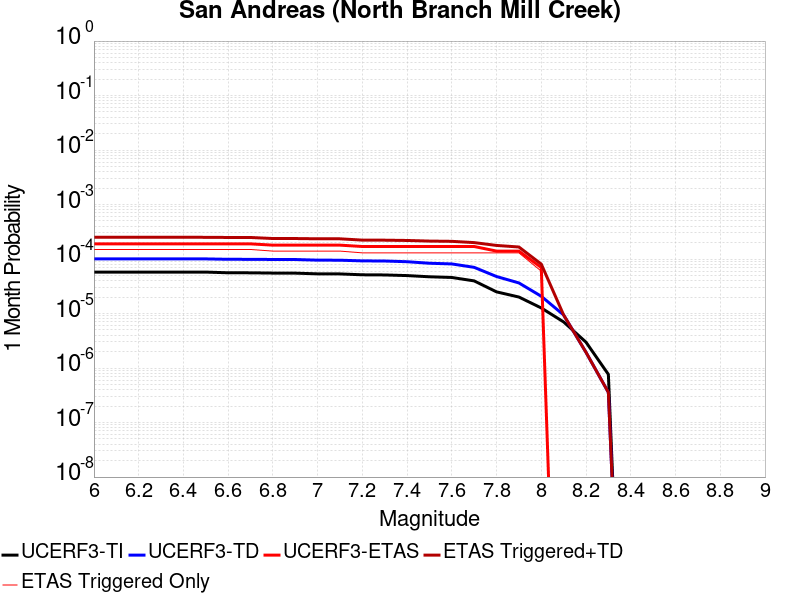 San Andreas (North Branch Mill Creek)
10^0
10^-1
10^-2
10^-3
10^-4
10^-5
10^-6
10^-7
10^-8
1 Month Probability
6 6.2 6.4 6.6 6.8 7 7.2 7.4 7.6 7.8 8 8.2 8.4 8.6 8.8 9
Magnitude
UCERF3-TI UCERF3-TD UCERF3-ETAS ETAS Triggered+TD
ETAS Triggered Only